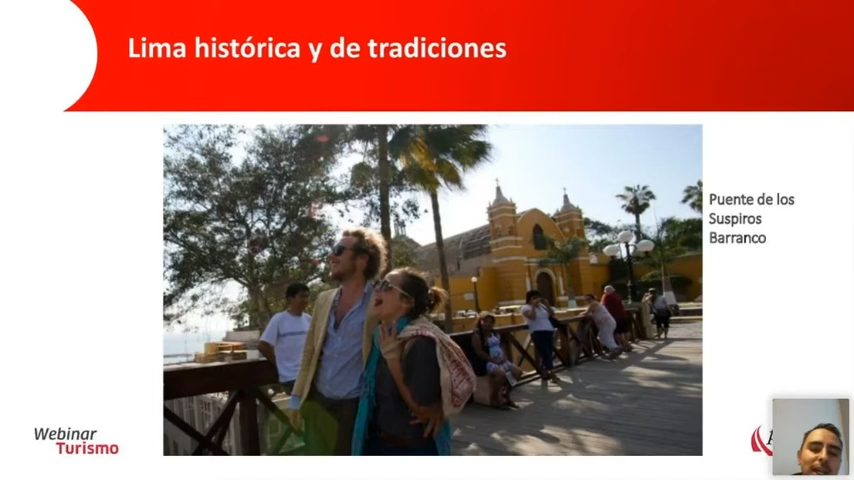 Lima histórica y de tradiciones
Puente de los
Suspiros
Barranco
Webinar
Turismo